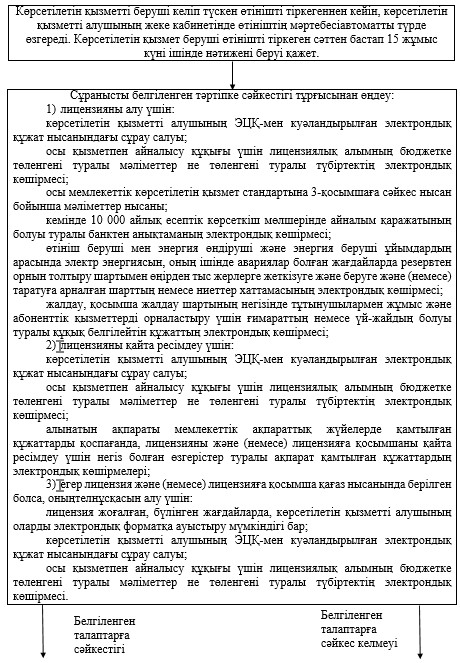 Көрсетілетін қызметті беруші келіп түскен өтінішті тіркегеннен кейін, көрсетілетін
қызметті алушының жеке кабинетінде өтініштің мәртебесіавтоматты түрде
өзгереді. Көрсетілетін қызмет беруші өтінішті тіркеген сәттен бастап 15 жұмыс
күні ішінде нәтижені беруі қажет.
Сұранысты белгіленген тәртіпке сәйкестігі тұрғысынан өңдеу:
1) лицензияны алу үшін:
көрсетілетін қызметті алушының ЭЦҚ-мен куәландырылған электрондық
құжат нысанындағы сұрау салуы;
осы қызметпен айналысу құқығы үшін лицензиялық алымның бюджетке
төленгені туралы мәліметтер не төленгені туралы түбіртектің электрондық
көшірмесі;
осы мемлекеттік көрсетілетін қызмет стандартына 3-қосымшаға сәйкес нысан
бойынша мәліметтер нысаны;
кемінде 10 000 айлық есептік көрсеткіш мөлшерінде айналым қаражатының
болуы туралы банктен анықтаманың электрондық көшірмесі;
өтініш беруші мен энергия өндіруші және энергия беруші ұйымдардың
арасында электр энергиясын, оның ішінде авариялар болған жағдайларда резервтен
орнын толтыру шартымен өңірден тыс жерлерге жеткізуге және беруге және (немесе)
таратуға арналған шарттың немесе ниеттер хаттамасының электрондық көшірмесі;
жалдау, қосымша жалдау шартының негізінде тұтынушылармен жұмыс және
абоненттік қызметтерді орналастыру үшін ғимараттың немесе үй-жайдың болуы
туралы құқық белгілейтін құжаттың электрондық көшірмесі;
2) лицензияны қайта ресімдеу үшін:
көрсетілетін қызметті алушының ЭЦҚ-мен куәландырылған электрондық
құжат нысанындағы сұрау салуы;
осы қызметпен айналысу құқығы үшін лицензиялық алымның бюджетке
төленгені туралы мәліметтер не төленгені туралы түбіртектің электрондық
көшірмесі;
алынатын ақпараты мемлекеттік ақпараттық жүйелерде қамтылған
құжаттарды қоспағанда, лицензияны және (немесе) лицензияға қосымшаны қайта
ресімдеу үшін негіз болған өзгерістер туралы ақпарат қамтылған құжаттардың
электрондық көшірмелері;
3) егер лицензия және (немесе) лицензияға қосымша қағаз нысанында берілген
болса, оныңтелнұсқасын алу үшін:
лицензия жоғалған, бүлінген жағдайларда, көрсетілетін қызметті алушының
оларды электрондық форматқа ауыстыру мүмкіндігі бар;
көрсетілетін қызметті алушының ЭЦҚ-мен куәландырылған электрондық
құжат нысанындағы сұрау салуы;
осы қызметпен айналысу құқығы үшін лицензиялық алымның бюджетке
төленгені туралы мәліметтер не төленгені туралы түбіртектің электрондық
көшірмесі.
Белгіленген
талаптарға
сәйкестігі
Белгіленген
талаптарға
сәйкес келмеуі